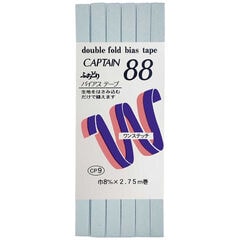 double fold bias tape
CAPTAIN 88
ふちどり
バイアステープ
生地をはさみ込む
だけで縫えます
ワンステッチ
CP9
巾8㎜×2.75m巻